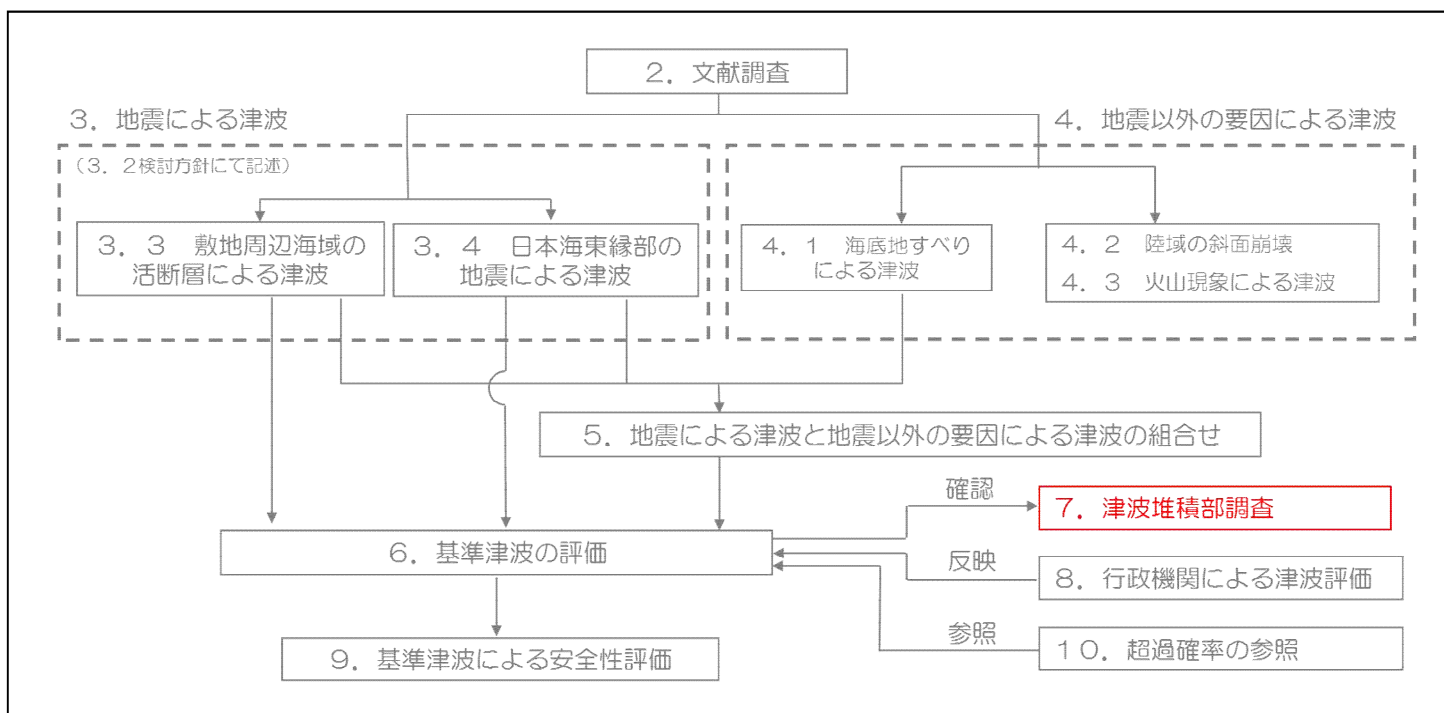 ２．文献調査
３．地震による津波
４．地震以外の要因による津波
（３．２検討方針にて記述）
３．３　敷地周辺海域の
活断層による津波
３．４　日本海東縁部の
地震による津波
４．１　海底地すべり
による津波
４．２　陸域の斜面崩壊
４．３　火山現象による津波
５．地震による津波と地震以外の要因による津波の組合せ
確認
７．津波堆積部調査
６．基準津波の評価
反映
８．行政機関による津波評価
参照
１０．超過確率の参照
９．基準津波による安全性評価